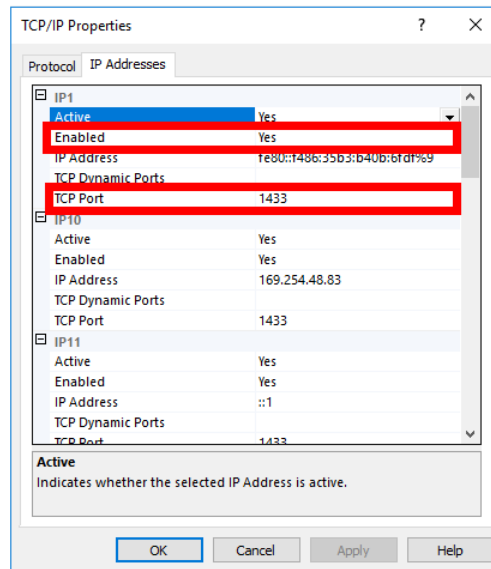 TCP/IP Properties ? ×
Protocol IP Addresses
IP1
Active Yes
Enabled Yes
IP Address fe80::f486:35b3:b40b:6fdf%9
TCP Dynamic Ports
TCP Port 1433
IP10
Active Yes
Enabled Yes
IP Address 169.254.48.83
TCP Dynamic Ports
TCP Port 1433
IP11
Active Yes
Enabled Yes
IP Address ::1
TCP Dynamic Ports
TCP Port 1433
Active
Indicates whether the selected IP Address is active.
OK Cancel Apply Help